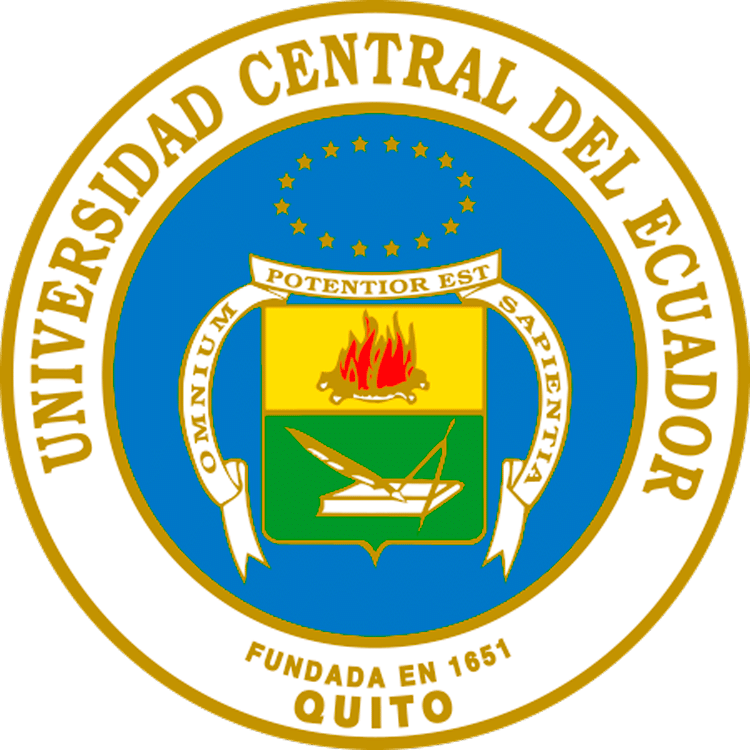 UNIVERSIDAD CENTRAL DEL ECUADOR
OMNIUM POTENTIOR EST SAPIENTIA
FUNDADA EN 1651
QUITO